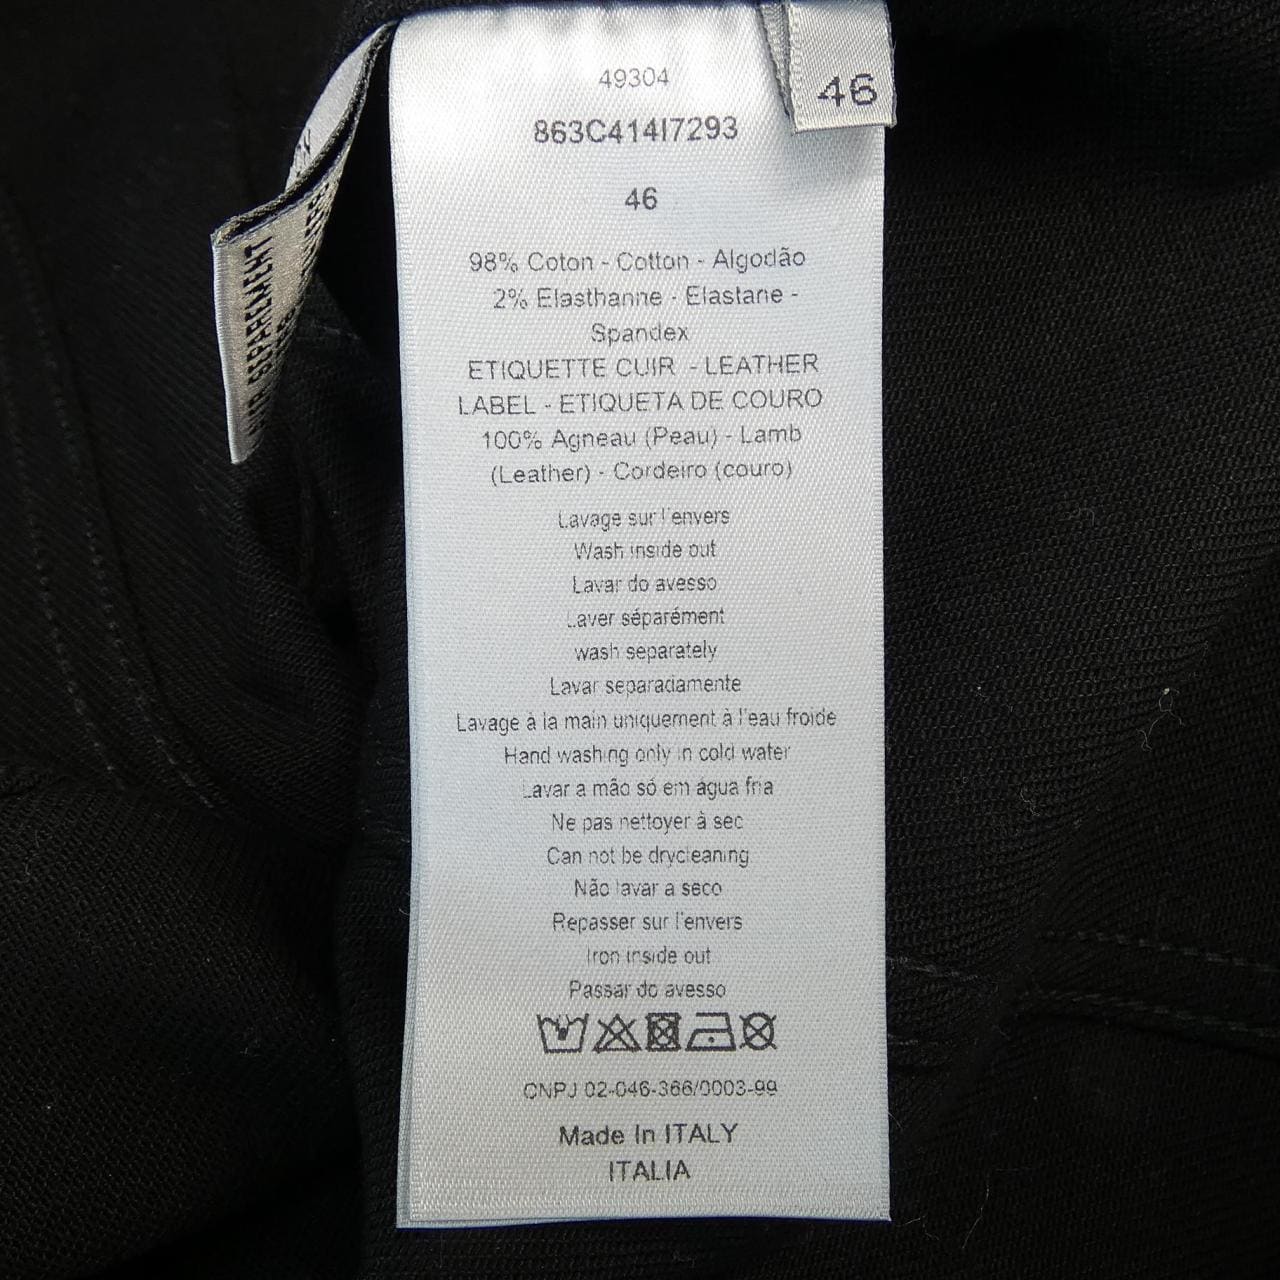 49304
46
863C414I7293
46
98% Coton - Cotton - Algodão
2% Elasthanne - Elastane -
Spandex
ETIQUETTE CUIR - LEATHER
LABEL - ETIQUETA DE COURO
100% Agneau (Peau) - Lamb
(Leather) - Cordeiro (couro)
Lavage sur l'envers
Wash inside out
Lavar do avesso
Laver séparément
wash separately
Lavar separadamente
Lavage à la main uniquement à l'eau froide
Hand washing only in cold water
Lavar a mão só em água fria
Ne pas nettoyer à sec
Can not be drycleaning
Não lavar a seco
Repasser sur l'envers
Iron inside out
Passar do avesso
CNPJ 02-046-366/0003-99
Made In ITALY
ITALIA